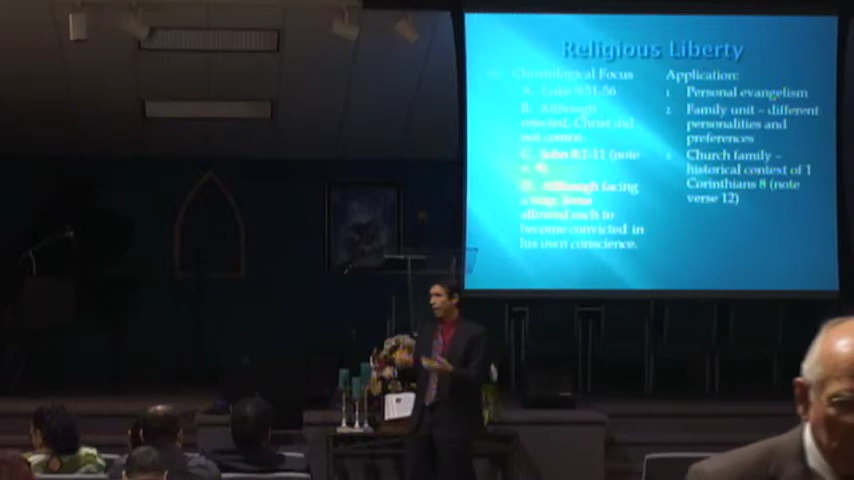 Religious Liberty
Christological Focus
A. Luke 9:51-56
B. Although
rejected, Christ did
not coerce.
C. John 8:1-11 (note
D. Although facing
a trap, Jesus
allowed each to
become convicted in
his own conscience.
Application:
1. Personal evangelism
2. Family unit – different
personalities and
preferences
Church family –
historical context of 1
Corinthians 8 (note
verse 12)